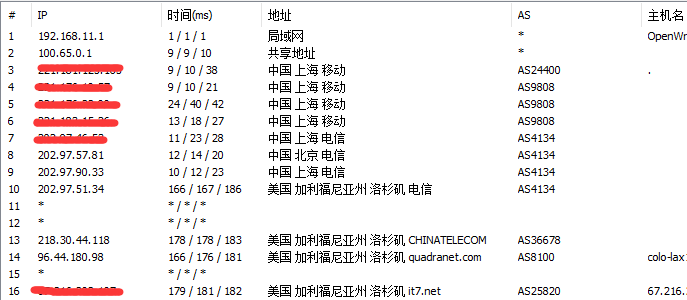 # IP 时间(ms) 地址 AS 主机名
1 192.168.11.1 1 / 1 / 1 局域网 * OpenWr
2 100.65.0.1 9 / 9 / 10 共享地址 *
3 9 / 10 / 38 中国 上海 移动 AS24400 .
4 9 / 10 / 21 中国 上海 移动 AS9808
5 24 / 40 / 42 中国 上海 移动 AS9808
6 13 / 18 / 27 中国 上海 移动 AS9808
7 11 / 23 / 28 中国 上海 电信 AS4134
8 202.97.57.81 12 / 14 / 20 中国 北京 电信 AS4134
9 202.97.90.33 10 / 12 / 23 中国 上海 电信 AS4134
10 202.97.51.34 166 / 167 / 186 美国 加利福尼亚州 洛杉矶 电信 AS4134
11 * * / * / *
12 * * / * / *
13 218.30.44.118 178 / 178 / 183 美国 加利福尼亚州 洛杉矶 CHINATELECOM AS36678
14 96.44.180.98 166 / 176 / 181 美国 加利福尼亚州 洛杉矶 quadranet.com AS8100 colo-lax
15 * * / * / *
16 179 / 181 / 182 美国 加利福尼亚州 洛杉矶 it7.net AS25820 67.216.